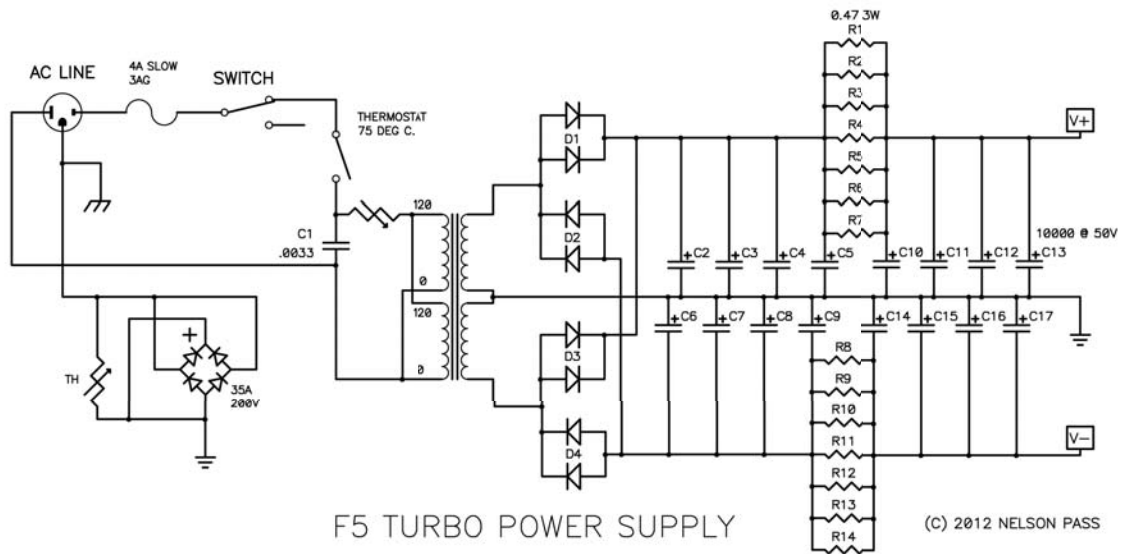 0.47 3W
R1
R2
R3
R4
R5
R6
R7
AC LINE
4A SLOW
3AG
SWITCH
THERMOSTAT
75 DEG C.
D1
D2
V+
120
C1
.0033
0
120
0
+C2
+C3
+C4
+C5
+C10
+C11
+C12
+C13
10000 @ 50V
+C6
+C7
+C8
+C9
+C14
+C15
+C16
+C17
D3
D4
TH
+
35A
200V
R8
R9
R10
R11
R12
R13
R14
V-
F5 TURBO POWER SUPPLY
(C) 2012 NELSON PASS